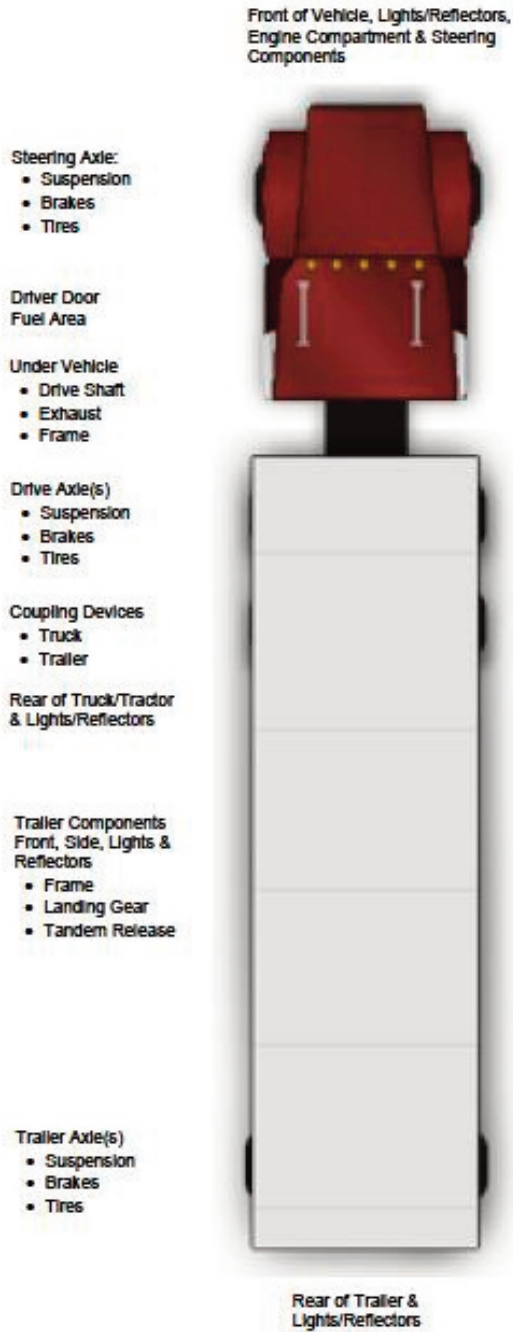 Front of Vehicle, Lights/Reflectors,
Engine Compartment & Steering
Components
Steering Axle:
• Suspension
• Brakes
• Tires
Driver Door
Fuel Area
Under Vehicle
• Drive Shaft
• Exhaust
• Frame
Drive Axle(s)
• Suspension
• Brakes
• Tires
Coupling Devices
• Truck
• Trailer
Rear of Truck/Tractor
& Lights/Reflectors
Trailer Components
Front, Side, Lights &
Reflectors
• Frame
• Landing Gear
• Tandem Release
Trailer Axle(s)
• Suspension
• Brakes
• Tires
Rear of Trailer &
Lights/Reflectors